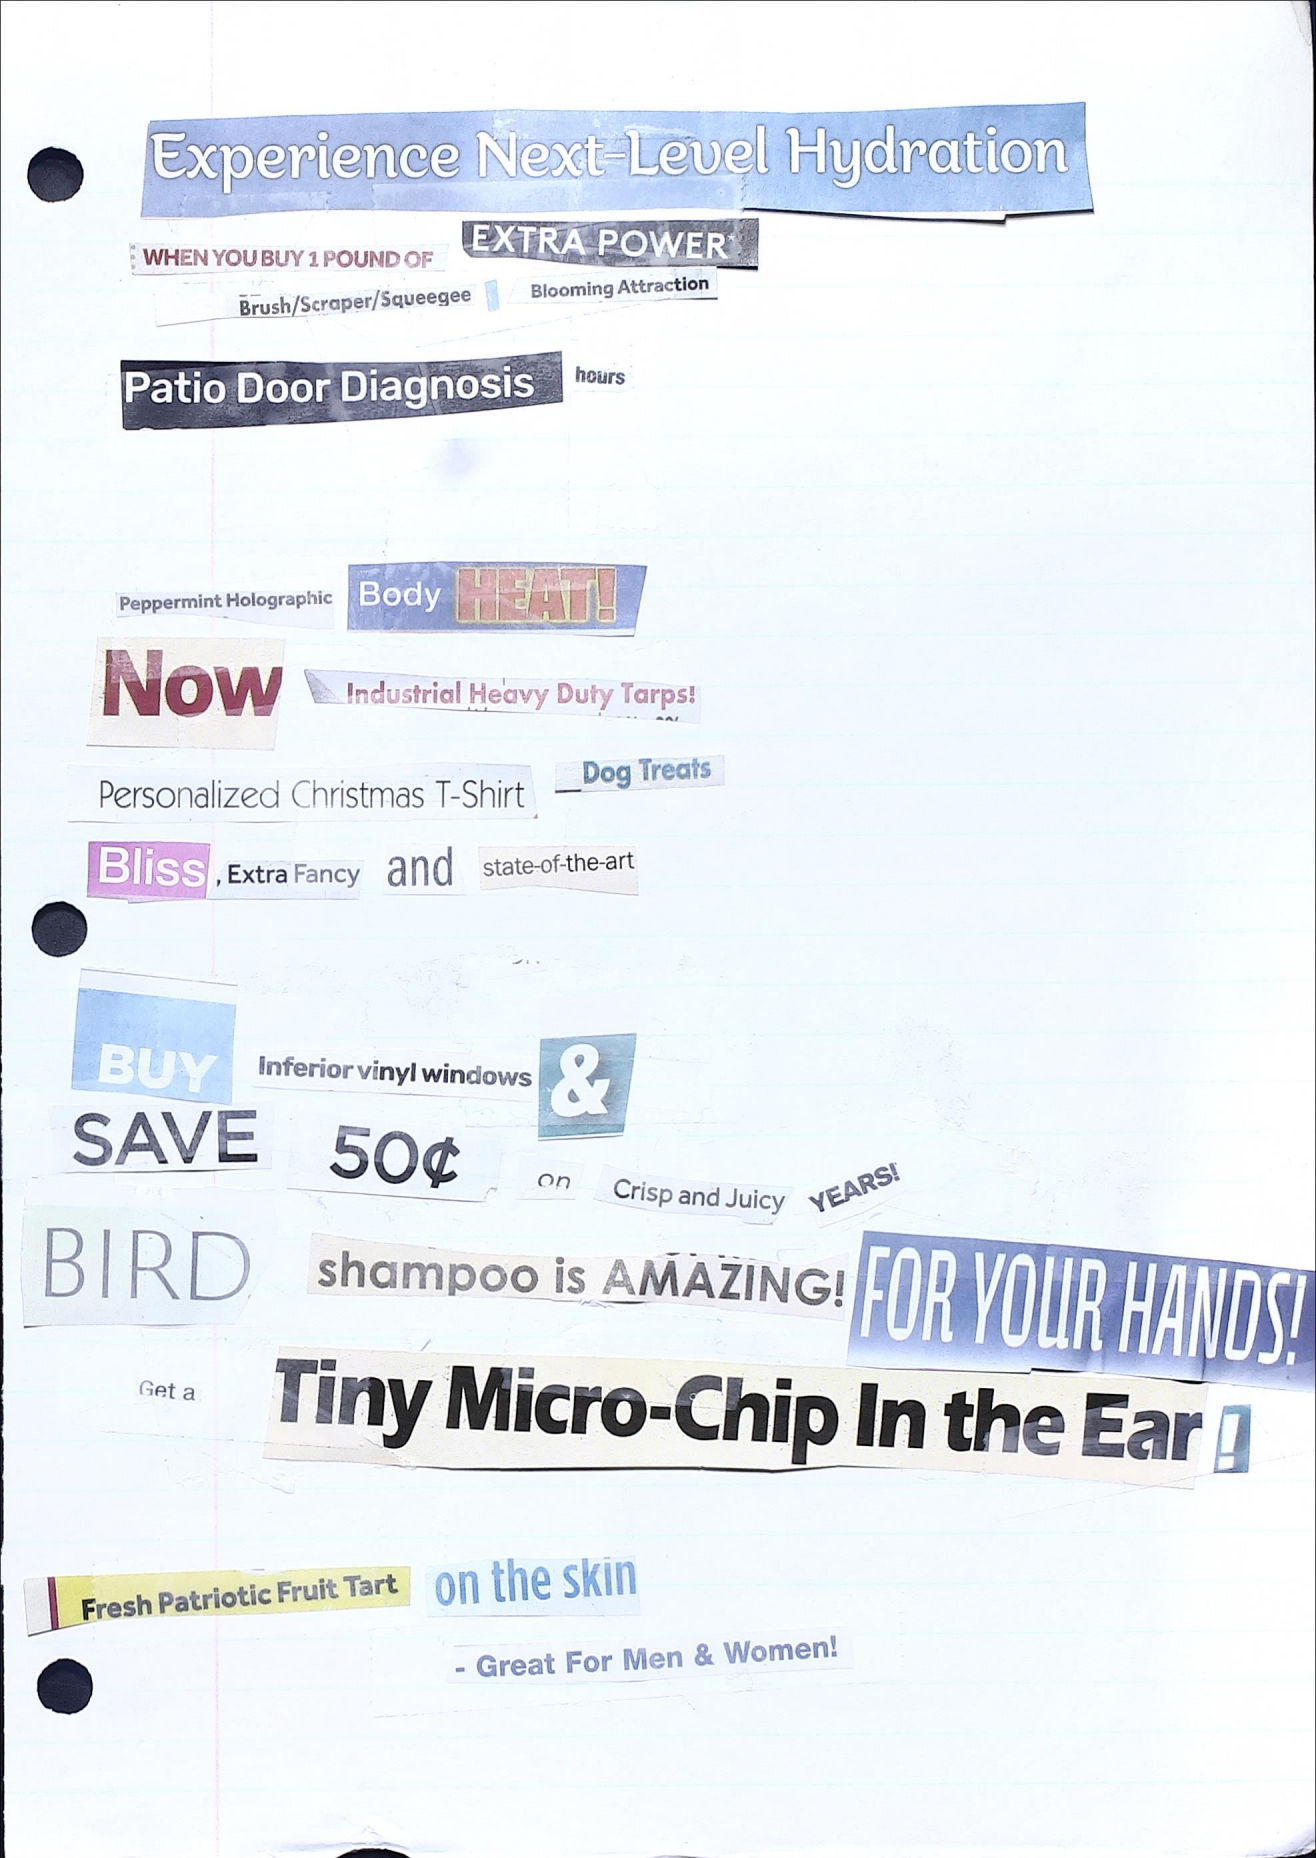 Experience Next-Level Hydration
WHEN YOU BUY 1 POUND OF EXTRA POWER*
Brush/Scraper/Squeegee Blooming Attraction
Patio Door Diagnosis hours
Peppermint Holographic Body HEAT!
Now Industrial Heavy Duty Tarps!
Personalized Christmas T-Shirt Dog Treats
Bliss, Extra Fancy and state-of-the-art
BUY Inferior vinyl windows &
SAVE 50¢ on Crisp and Juicy YEARS!
BIRD shampoo is AMAZING! FOR YOUR HANDS!
Get a Tiny Micro-Chip In the Ear!
Fresh Patriotic Fruit Tart on the skin
- Great For Men & Women!